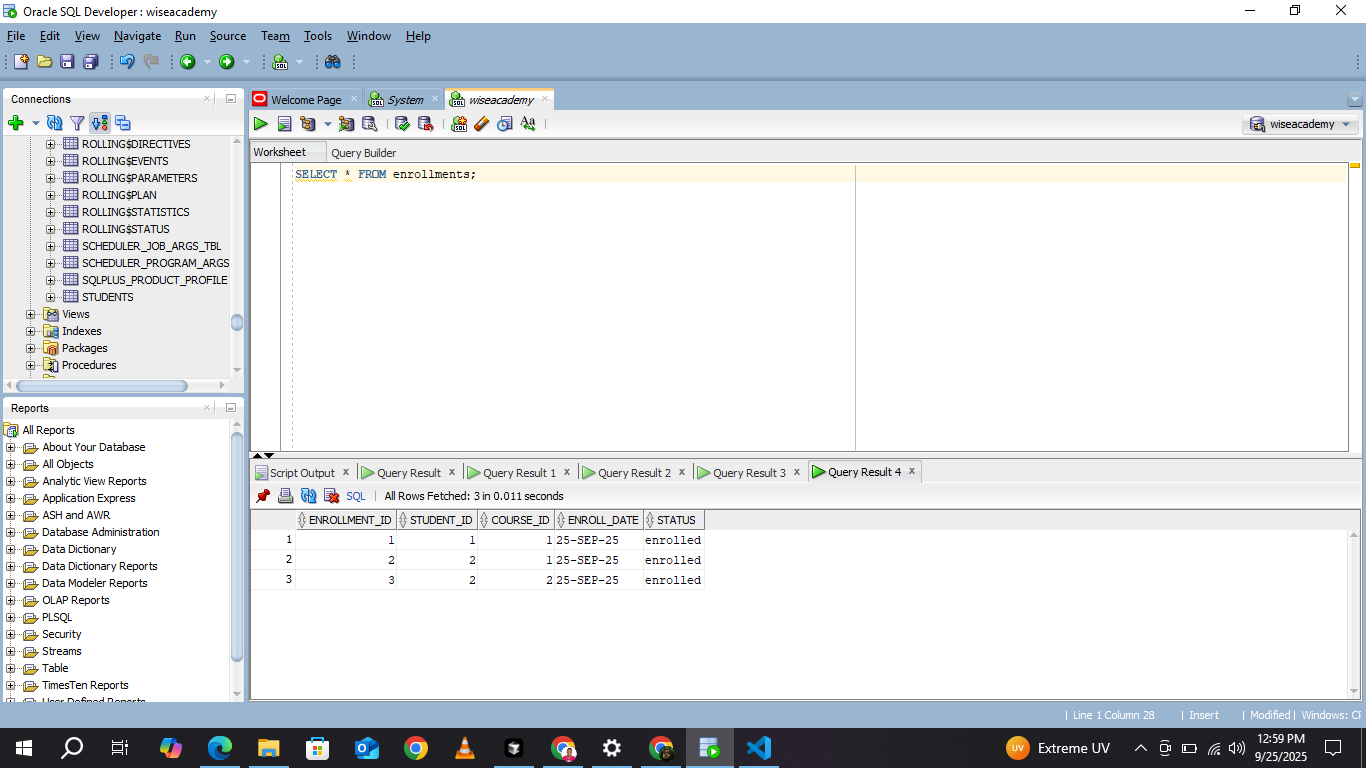 Oracle SQL Developer : wiseacademy
File Edit View Navigate Run Source Team Tools Window Help
Connections
ROLLING$DIRECTIVES
ROLLING$EVENTS
ROLLING$PARAMETERS
ROLLING$PLAN
ROLLING$STATISTICS
ROLLING$STATUS
SCHEDULER_JOB_ARGS_TBL
SCHEDULER_PROGRAM_ARGS
SQLPLUS_PRODUCT_PROFILE
STUDENTS
Views
Indexes
Packages
Procedures
Reports
All Reports
About Your Database
All Objects
Analytic View Reports
Application Express
ASH and AWR
Database Administration
Data Dictionary
Data Dictionary Reports
Data Modeler Reports
OLAP Reports
PLSQL
Security
Streams
Table
TimesTen Reports
User Defined Reports
Welcome Page System wiseacademy
wiseacademy
Worksheet Query Builder
SELECT * FROM enrollments;
Script Output Query Result Query Result 1 Query Result 2 Query Result 3 Query Result 4
SQL | All Rows Fetched: 3 in 0.011 seconds
ENROLLMENT_ID STUDENT_ID COURSE_ID ENROLL_DATE STATUS
1 1 1 1 25-SEP-25 enrolled
2 2 2 1 25-SEP-25 enrolled
3 3 2 2 25-SEP-25 enrolled
| Line 1 Column 28 | Insert | Modified | Windows: CF
UV Extreme UV 12:59 PM
9/25/2025